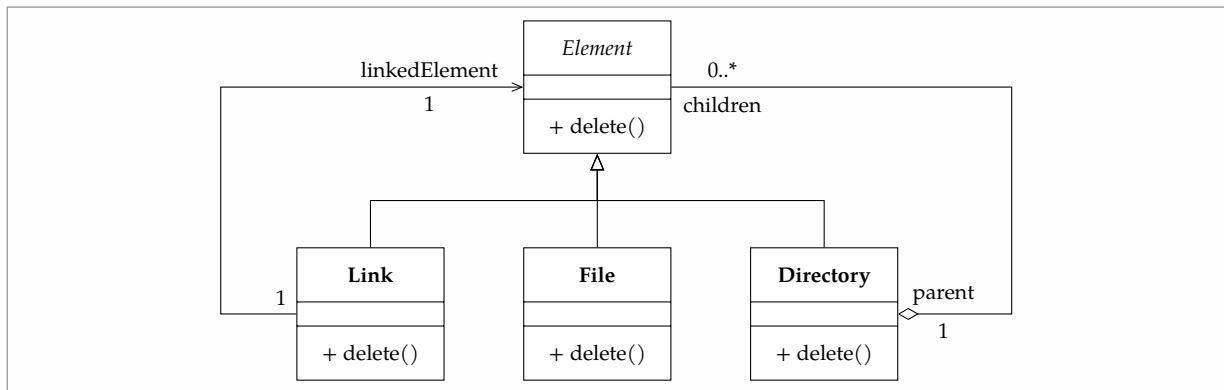 Element
linkedElement
0..*
1
children
+ delete()
Link
File
Directory
parent
1
1
+ delete()
+ delete()
+ delete()